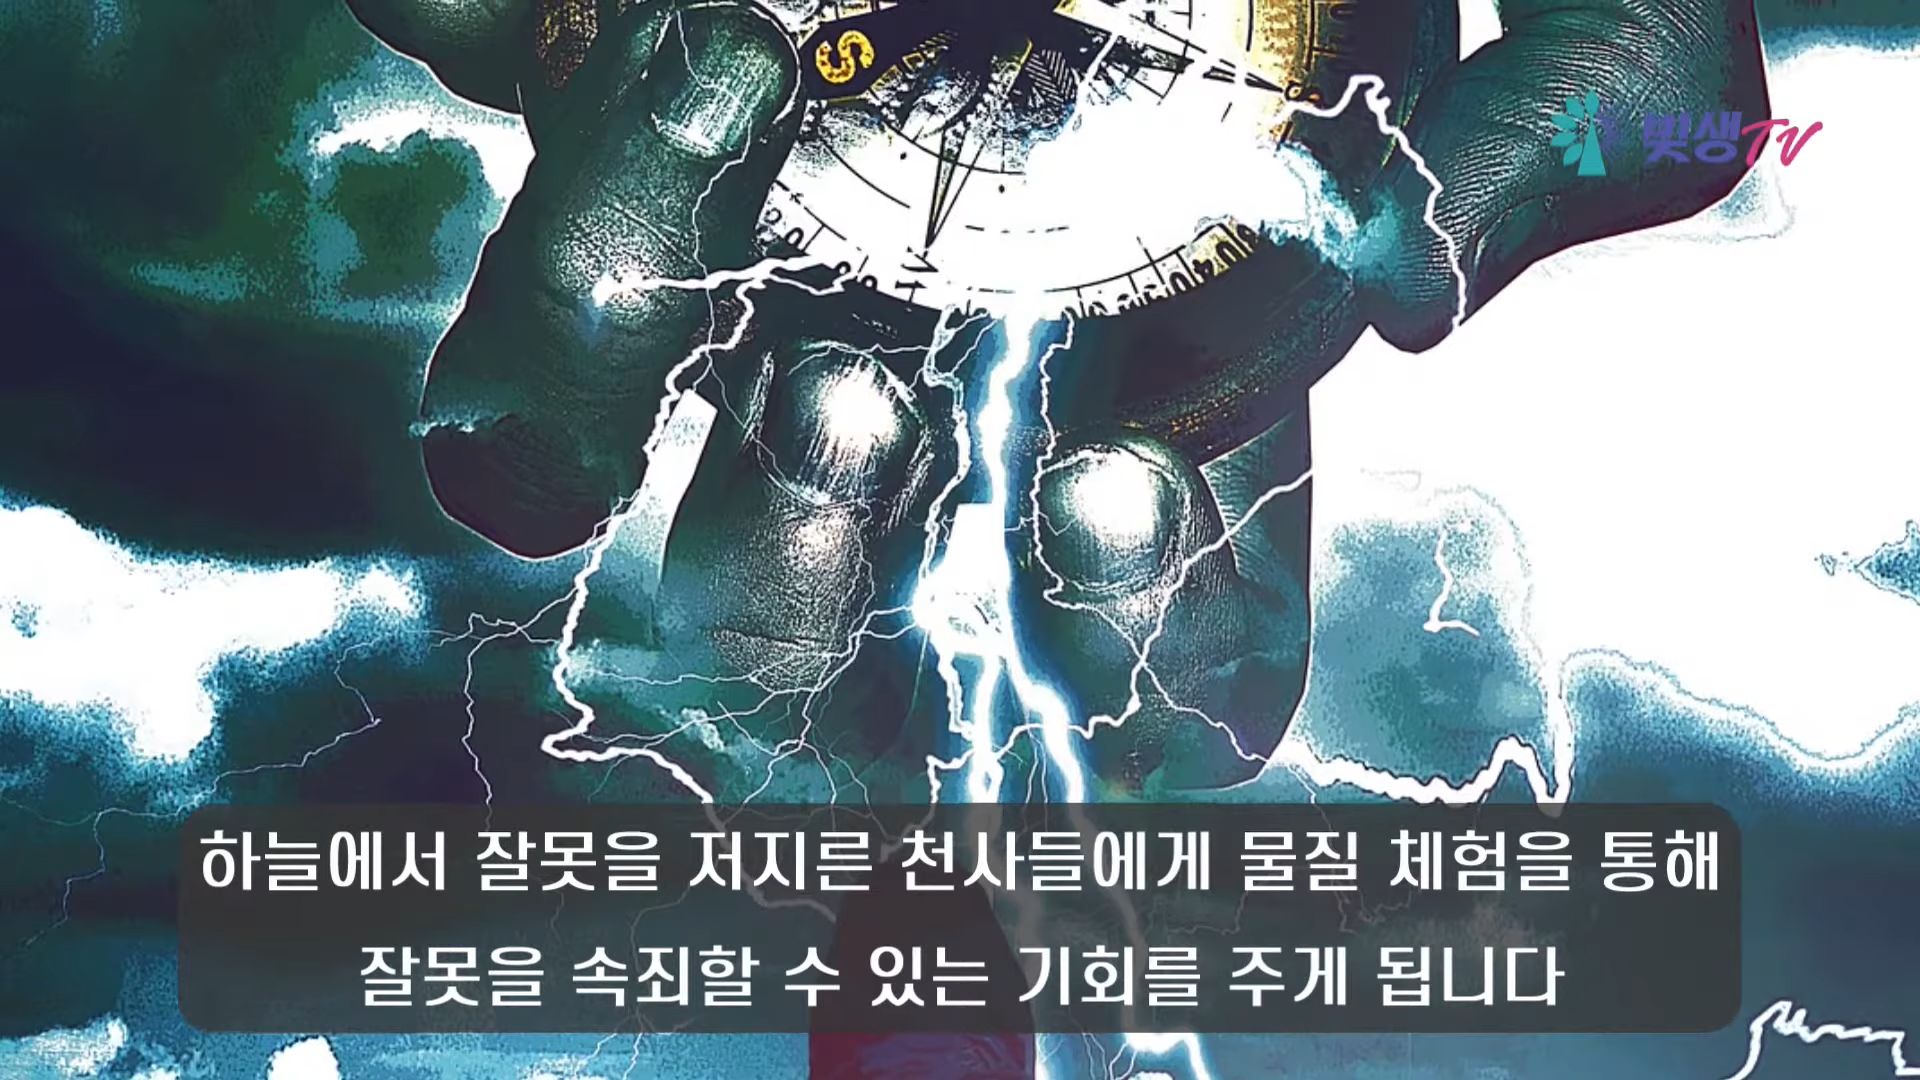 S
빛생TV
40
하늘에서 잘못을 저지른 천사들에게 물질 체험을 통해
잘못을 속죄할 수 있는 기회를 주게 됩니다